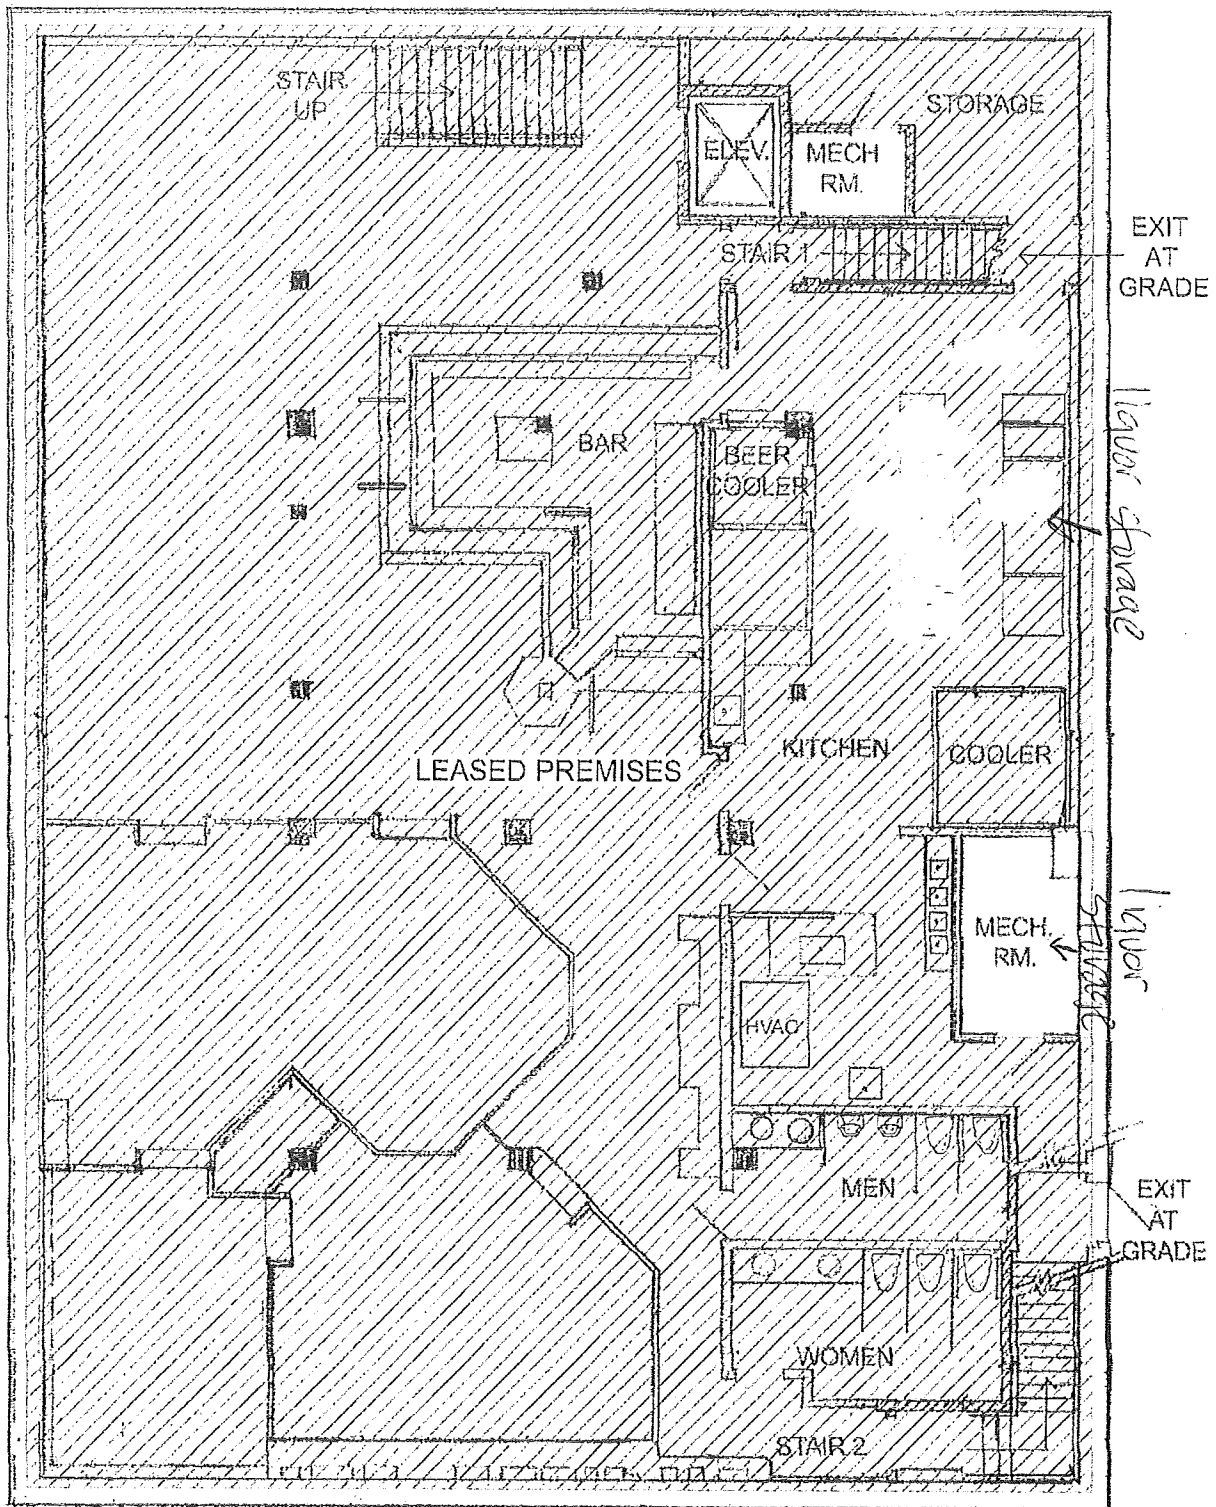 STAIR
UP
STORAGE
ELEV.
MECH
RM.
STAIR 1
EXIT
AT
GRADE
liquor storage
BAR
BEER
COOLER
KITCHEN
COOLER
LEASED PREMISES
liquor
storage
MECH.
RM.
HVAC
MEN
EXIT
AT
GRADE
WOMEN
STAIR 2